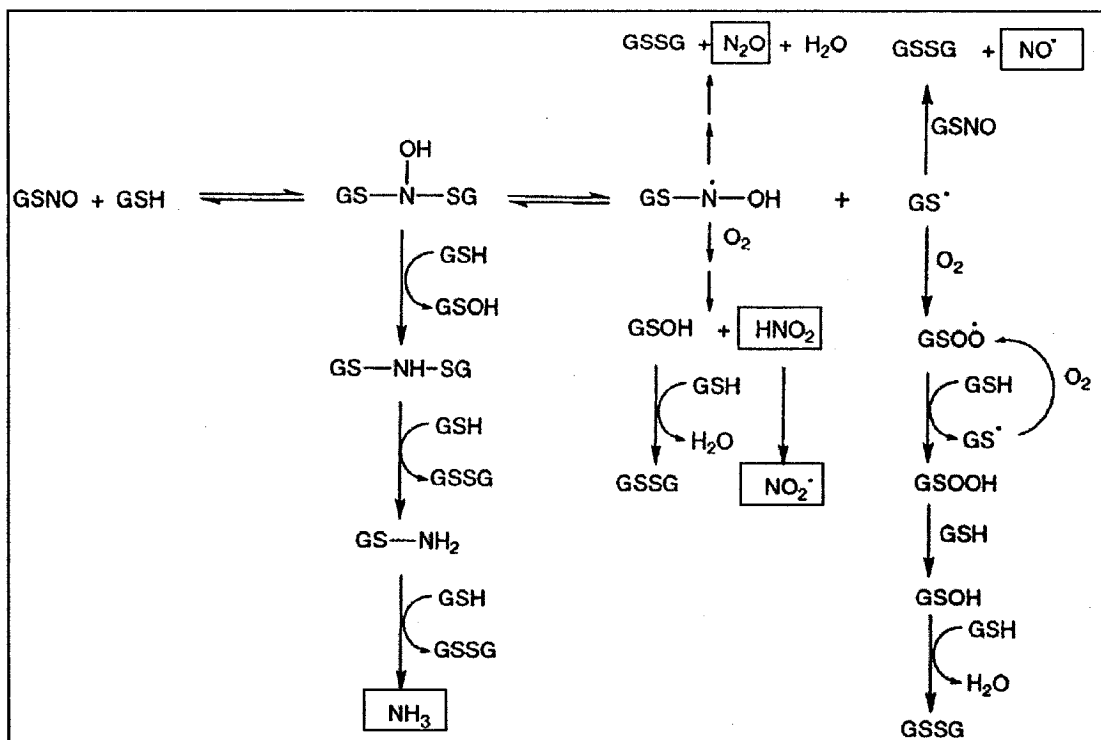 GSSG + N₂O + H₂O
GSSG + NO˙
GSNO
OH
GSNO + GSH
GS—N—SG
GS—Ṅ—OH
+
GS˙
O₂
O₂
GSH
GSOH
GSOH + HNO₂
GSOȮ
GS—NH—SG
GSH
H₂O
GSH
GS˙
O₂
GSH
GSSG
GSSG
NO₂⁻
GSOOH
GSH
GS—NH₂
GSOH
GSH
GSSG
GSH
H₂O
NH₃
GSSG